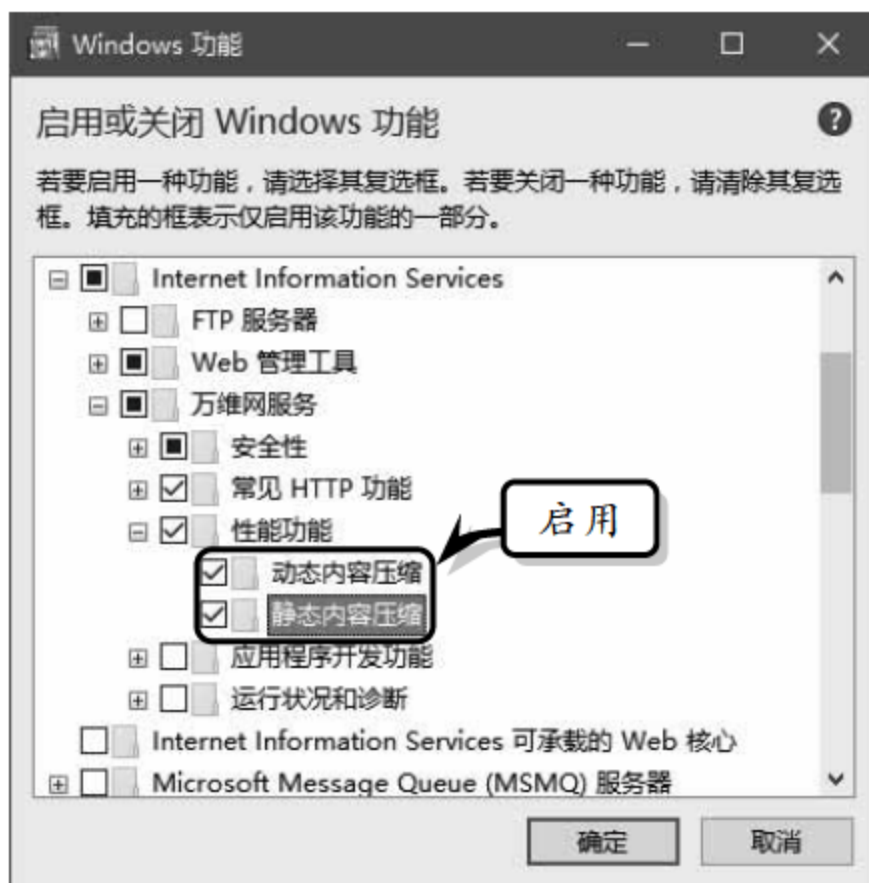 Windows 功能
启用或关闭 Windows 功能
若要启用一种功能，请选择其复选框。若要关闭一种功能，请清除其复选
框。填充的框表示仅启用该功能的一部分。
Internet Information Services
FTP 服务器
Web 管理工具
万维网服务
安全性
常见 HTTP 功能
性能功能
启用
动态内容压缩
静态内容压缩
应用程序开发功能
运行状况和诊断
Internet Information Services 可承载的 Web 核心
Microsoft Message Queue (MSMQ) 服务器
确定
取消